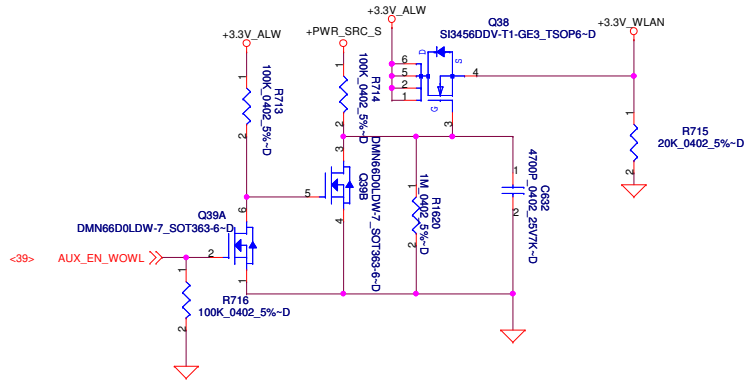 +3.3V_ALW
+PWR_SRC_S
+3.3V_ALW
Q38
SI3456DDV-T1-GE3_TSOP6~D
+3.3V_WLAN
D
S
G
6
5
2
1
4
3
1
2
R713
100K_0402_5%~D
1
2
R714
100K_0402_5%~D
1
2
R715
20K_0402_5%~D
3
5
4
Q39B
DMN66D0LDW-7_SOT363-6~D
1
2
R1620
1M_0402_5%~D
1
2
C632
4700P_0402_25V7K~D
Q39A
DMN66D0LDW-7_SOT363-6~D
6
2
1
<39>
AUX_EN_WOWL
1
2
R716
100K_0402_5%~D